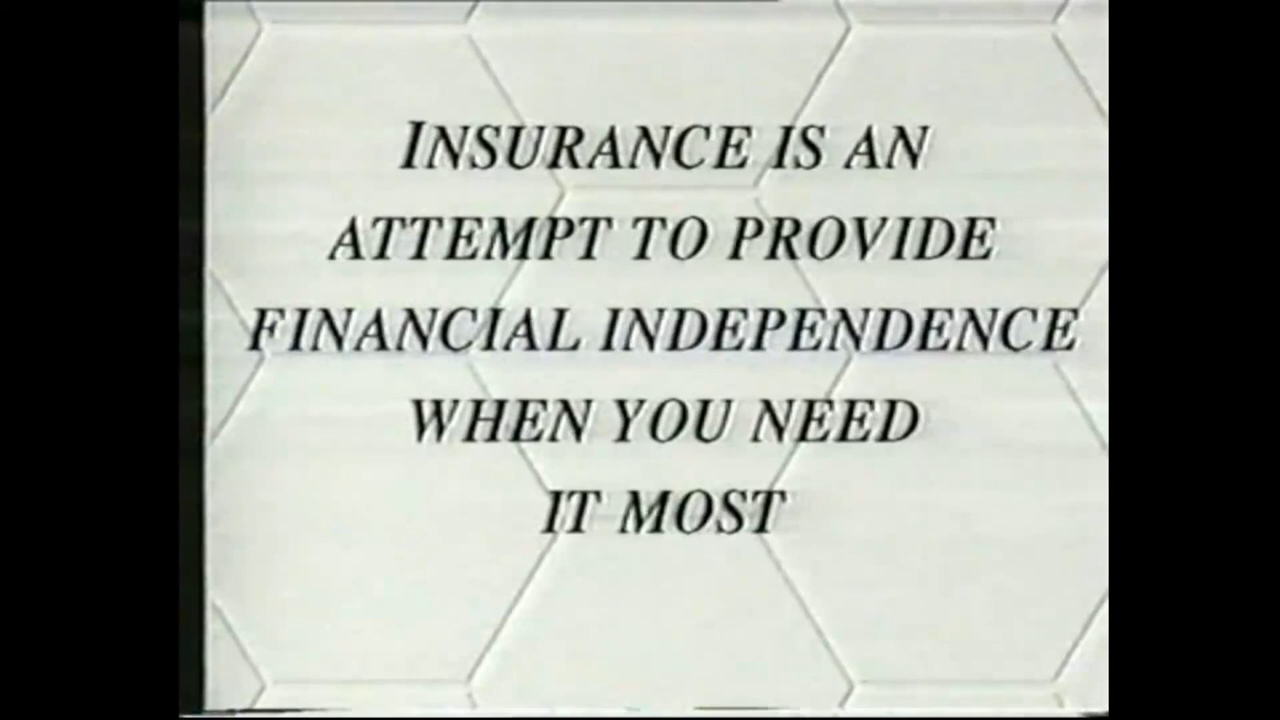 INSURANCE IS AN
ATTEMPT TO PROVIDE
FINANCIAL INDEPENDENCE
WHEN YOU NEED
IT MOST